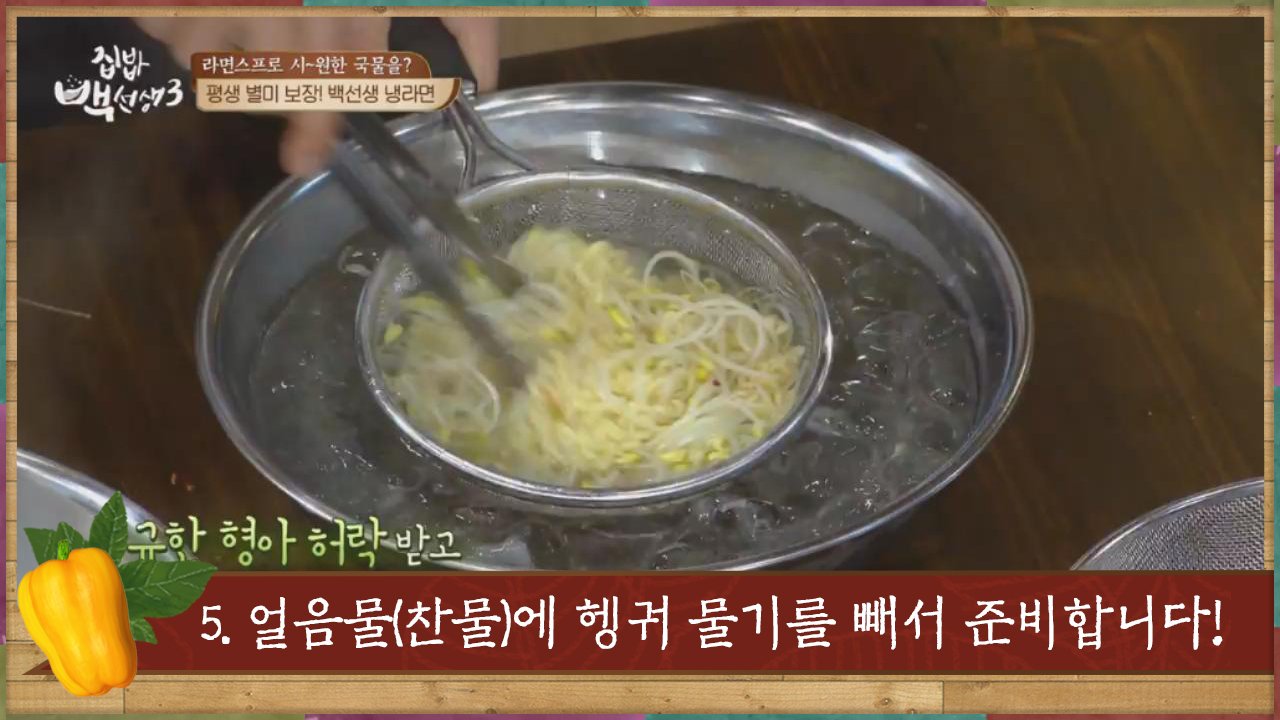 집밥
백선생3
라면스프로 시~원한 국물을?
평생 별미 보장! 백선생 냉라면
규한 형아 허락 받고
5. 얼음물(찬물)에 헹궈 물기를 빼서 준비합니다!